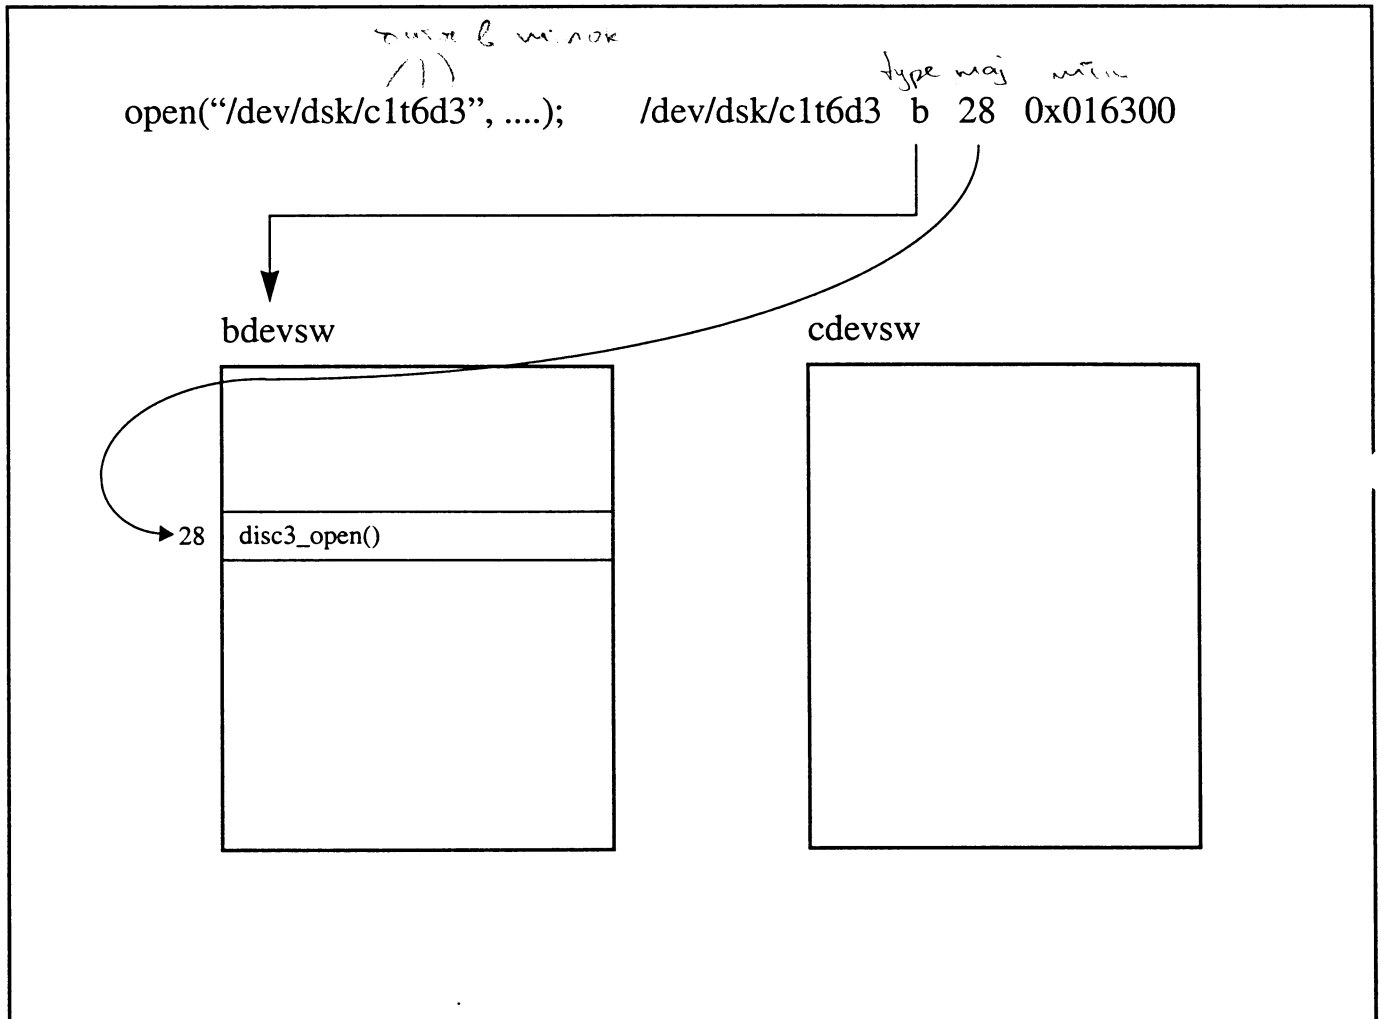 в
type maj
open(“/dev/dsk/c1t6d3”, ....); /dev/dsk/c1t6d3 b 28 0x016300
bdevsw
cdevsw
28 disc3_open()